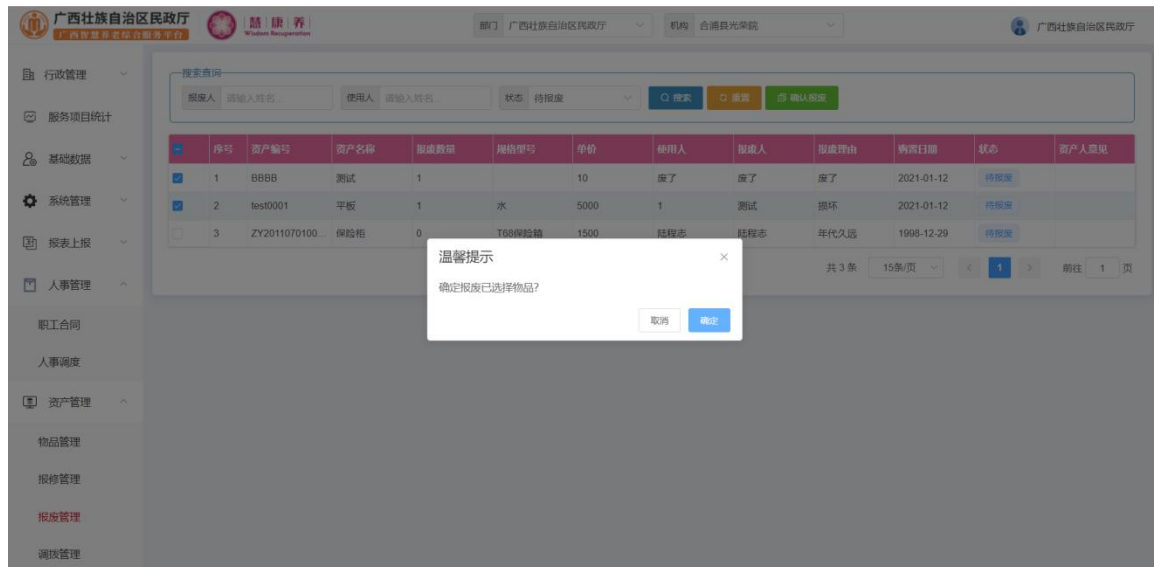 广西壮族自治区民政厅
广西智慧养老综合服务平台
慧 康 养
Wisdom Recuperation
部门 广西壮族自治区民政厅
机构 合浦县光荣院
广西壮族自治区民政厅
行政管理
服务项目统计
基础数据
系统管理
报表上报
人事管理
职工合同
人事调度
资产管理
物品管理
报修管理
报废管理
调拨管理
搜索查询
报废人 请输入姓名... 使用人 请输入姓名 状态 待报废 搜索 重置 确认报废
序号 资产编号 资产名称 报废数量 规格型号 单价 使用人 报废人 报废理由 购置日期 状态 资产人意见
1 BBBB 测试 1 10 废了 废了 废了 2021-01-12 待报废
2 test0001 平板 1 水 5000 1 测试 损坏 2021-01-12 待报废
3 ZY2011070100... 保险柜 0 T68保险箱 1500 陆程志 陆程志 年代久远 1998-12-29 待报废
共 3 条 15条/页 1 前往 1 页
温馨提示
确定报废已选择物品?
取消 确定